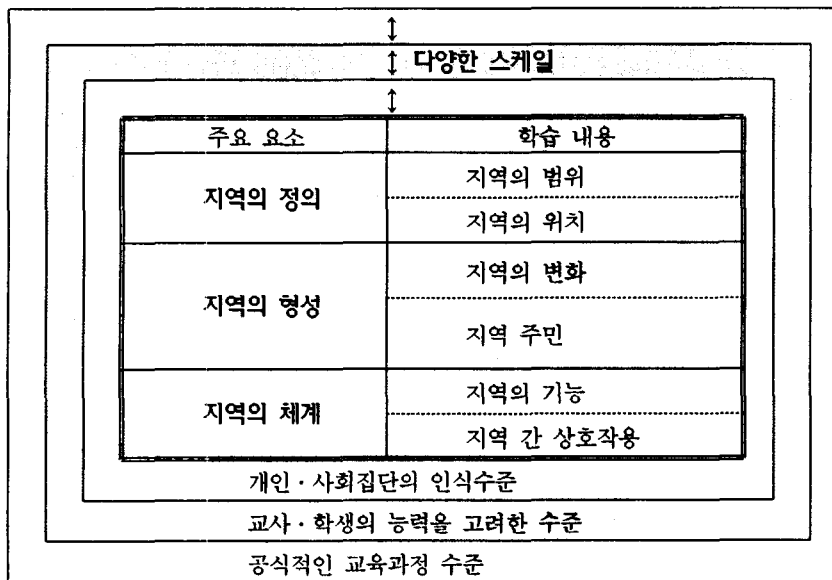 ↕
↕ 다양한 스케일
↕
주요 요소 학습 내용
지역의 정의
지역의 범위
지역의 위치
지역의 형성
지역의 변화
지역 주민
지역의 체계
지역의 기능
지역 간 상호작용
개인·사회집단의 인식수준
교사·학생의 능력을 고려한 수준
공식적인 교육과정 수준